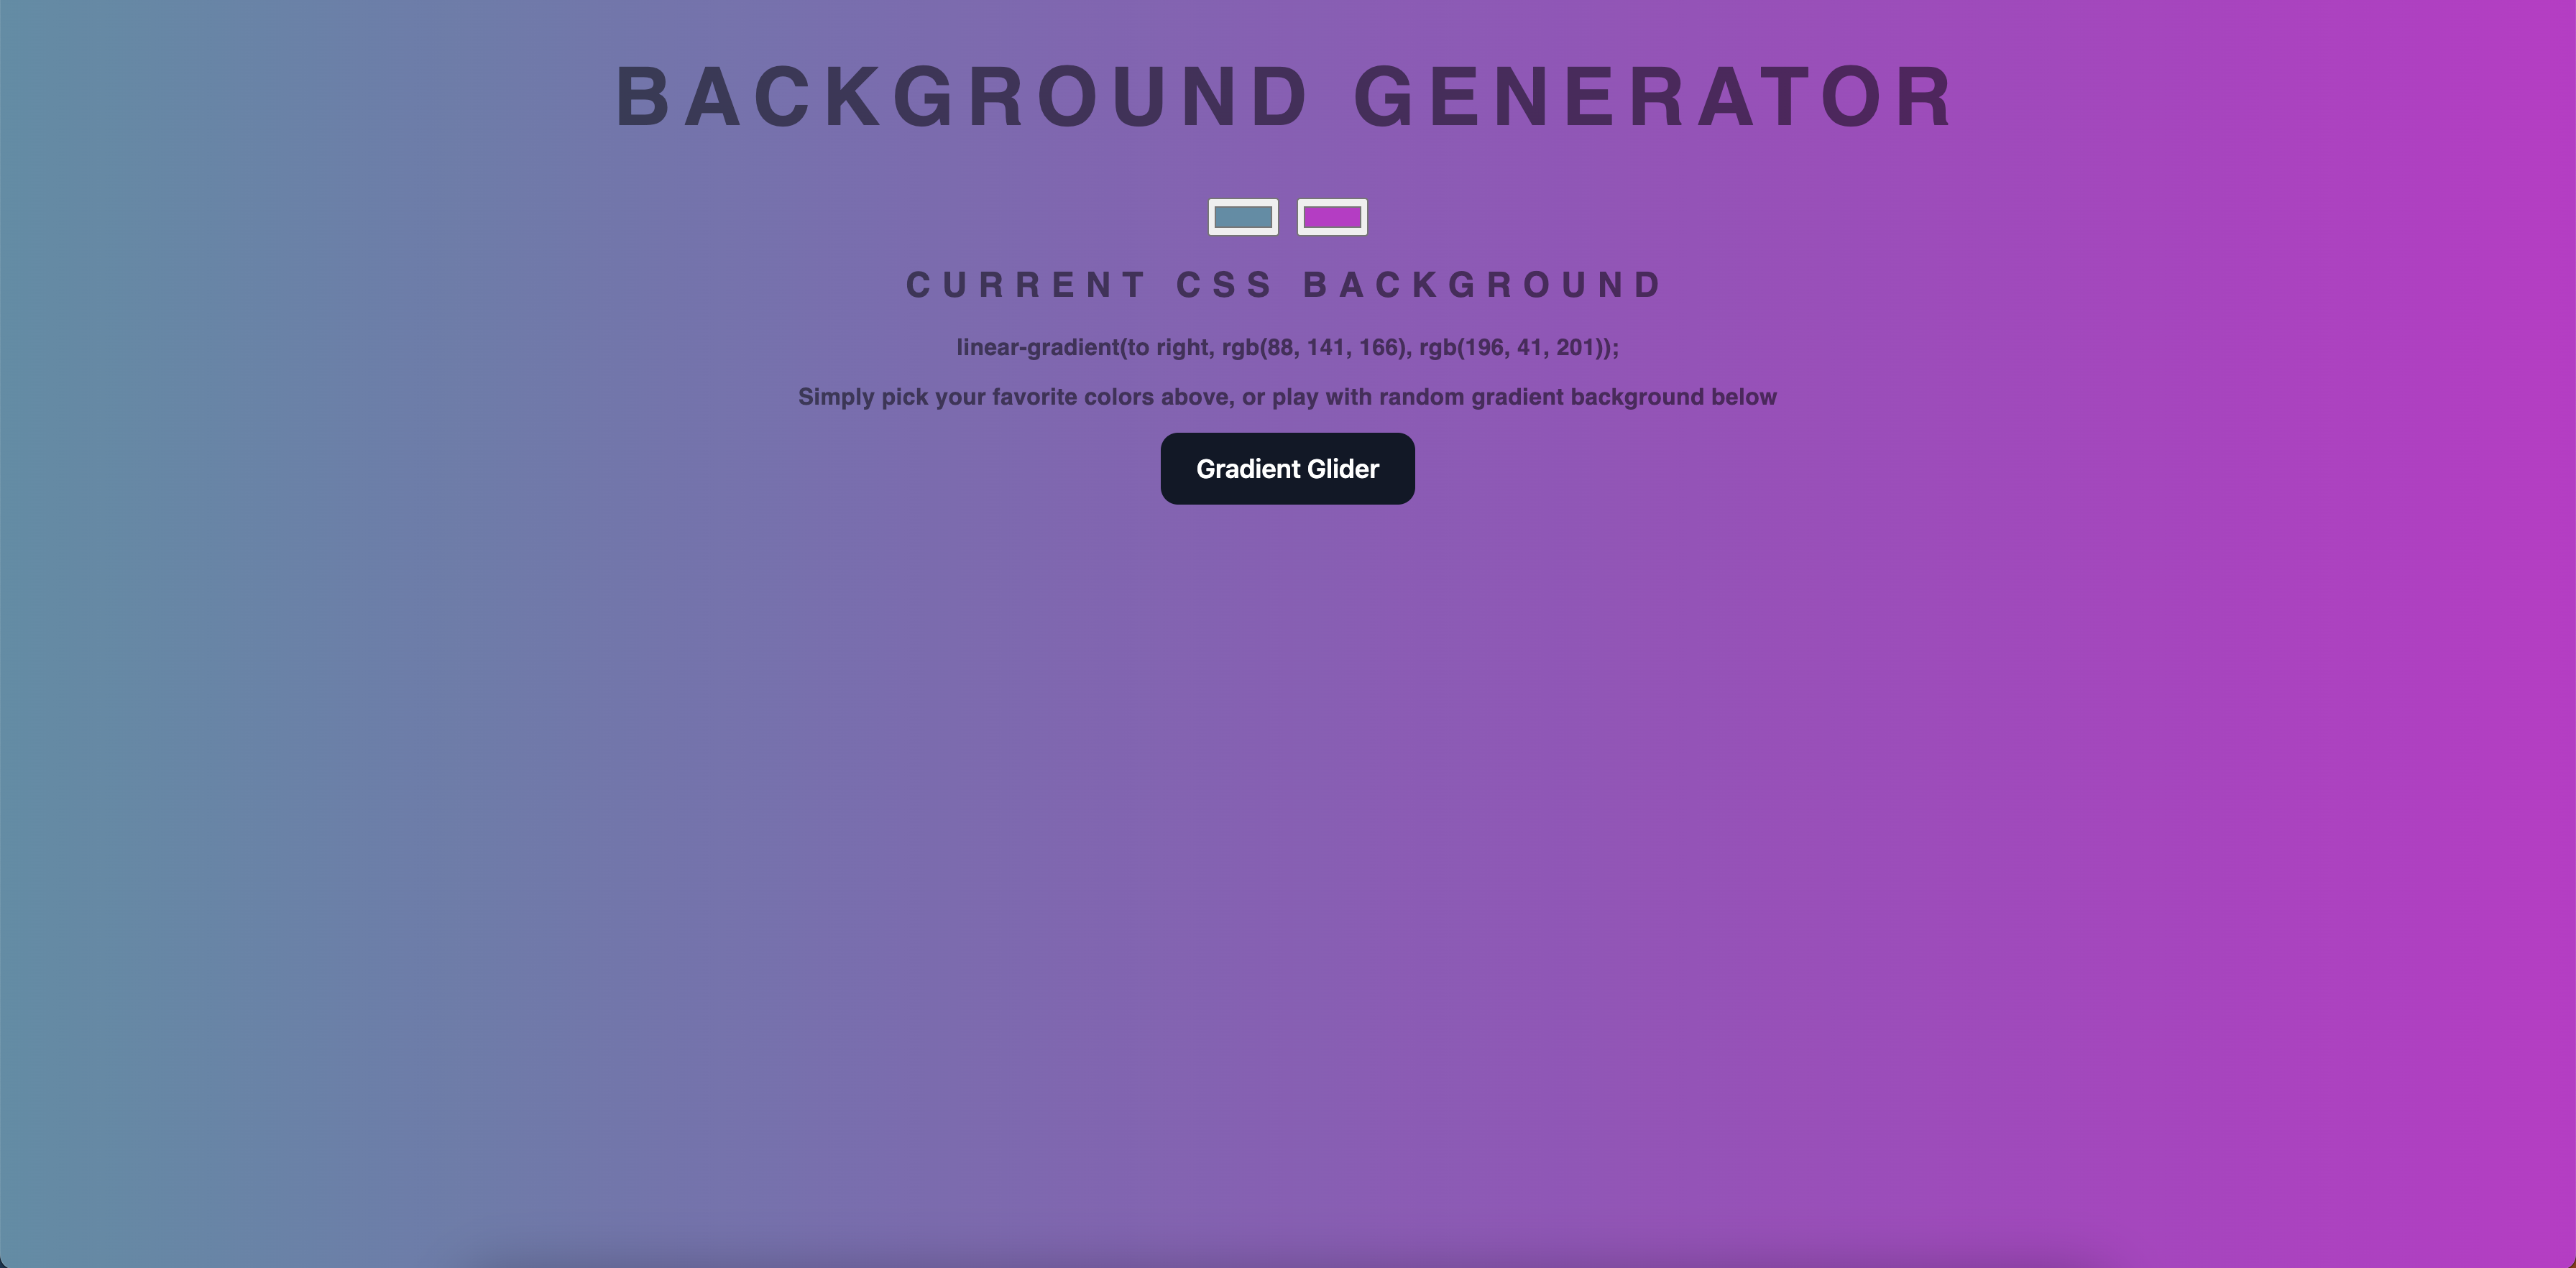 BACKGROUND GENERATOR
CURRENT CSS BACKGROUND
linear-gradient(to right, rgb(88, 141, 166), rgb(196, 41, 201));
Simply pick your favorite colors above, or play with random gradient background below
Gradient Glider